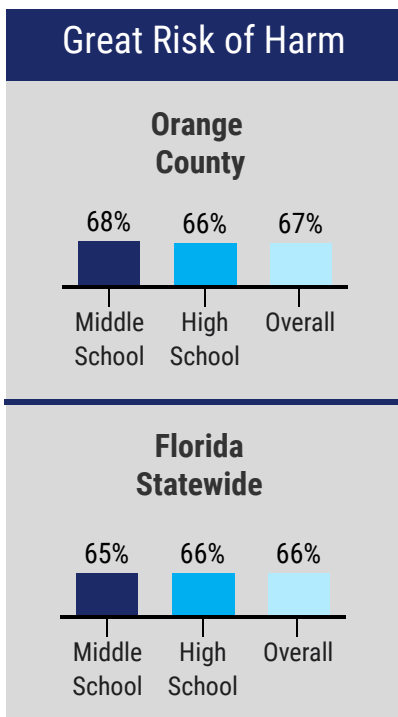 Great Risk of Harm
Orange
County
68% 66% 67%
Middle High Overall
School School
Florida
Statewide
65% 66% 66%
Middle High Overall
School School